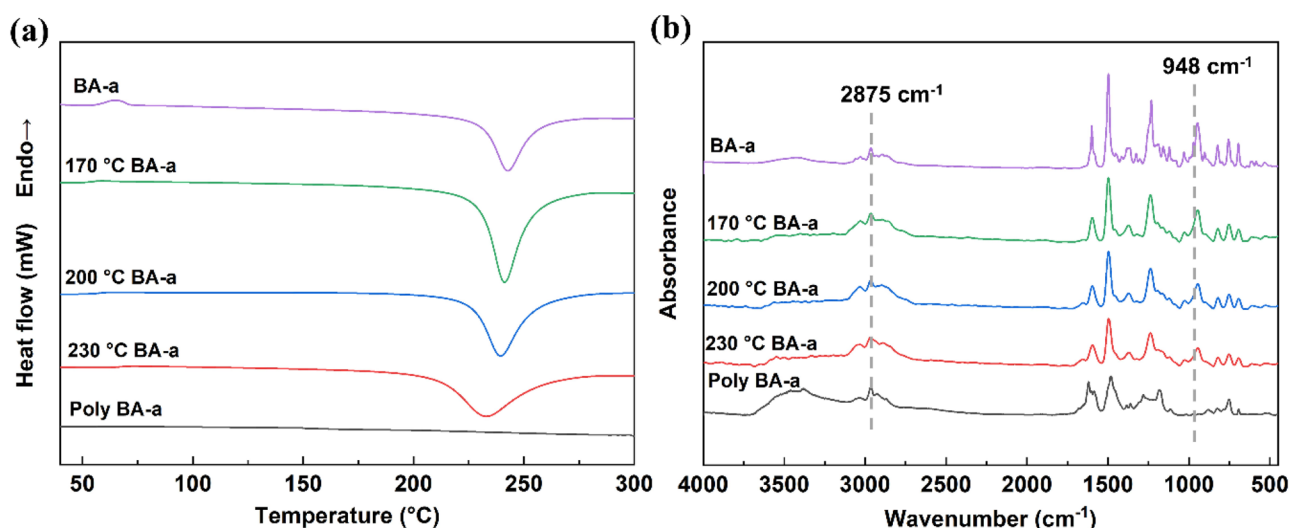 (a)
Heat flow (mW) Endo→
BA-a
170 °C BA-a
200 °C BA-a
230 °C BA-a
Poly BA-a
50 100 150 200 250 300
Temperature (°C)
(b)
Absorbance
2875 cm⁻¹
948 cm⁻¹
BA-a
170 °C BA-a
200 °C BA-a
230 °C BA-a
Poly BA-a
4000 3500 3000 2500 2000 1500 1000 500
Wavenumber (cm⁻¹)